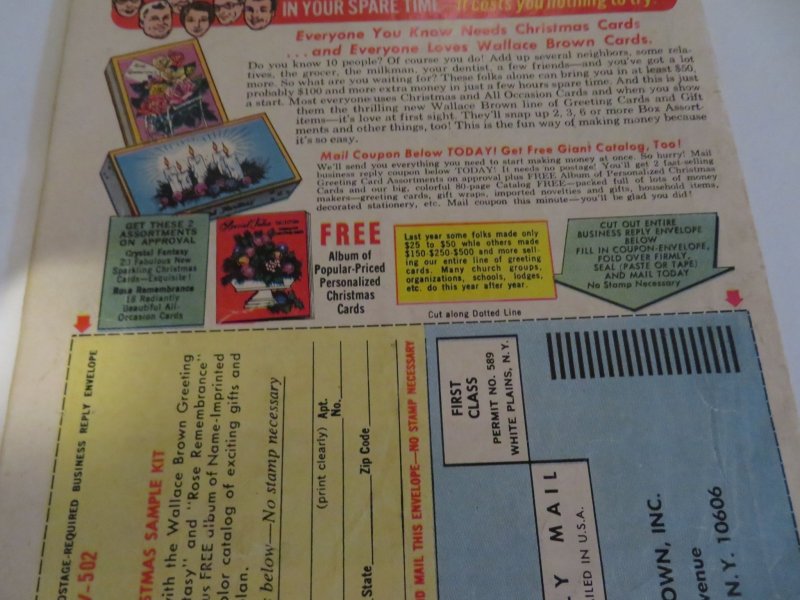 IN YOUR SPARE TIME - It costs you nothing to try!
Everyone You Know Needs Christmas Cards
. . . and Everyone Loves Wallace Brown Cards.
Do you know 10 people? Of course you do! Add up several neighbors, some rela-
tives, the grocer, the milkman, your dentist, a few friends—and you've got a lot
more. So what are you waiting for? These folks alone can bring you in at least $50,
probably $100 and more extra money in just a few hours spare time. And this is just
a start. Most everyone uses Christmas and All Occasion Cards and when you show
them the thrilling new Wallace Brown line of Greeting Cards and Gift
items—it's love at first sight. They'll snap up 2, 3, 6 or more Box Assort-
ments and other things, too! This is the fun way of making money because
it's so easy.
Mail Coupon Below TODAY! Get Free Giant Catalog, Too!
We'll send you everything you need to start making money at once. So hurry! Mail
business reply coupon below TODAY! It needs no postage! You'll get 2 fast-selling
Greeting Card Assortments on approval plus FREE Album of Personalized Christmas
Cards and our big, colorful 80-page Catalog FREE—packed full of lots of money
makers—greeting cards, gift wraps, imported novelties and gifts, household items,
decorated stationery, etc. Mail coupon this minute—you'll be glad you did!
GET THESE 2
ASSORTMENTS
ON APPROVAL
Crystal Fantasy
21 Fabulous New
Sparkling Christmas
Cards—Exquisite!
Rose Remembrance
18 Radiantly
Beautiful All-
Occasion Cards
FREE
Album of
Popular-Priced
Personalized
Christmas
Cards
Last year some folks made only
$25 to $50 while others made
$150-$250-$500 and more sell-
ing our entire line of greeting
cards. Many church groups,
organizations, schools, lodges,
etc. do this year after year.
CUT OUT ENTIRE
BUSINESS REPLY ENVELOPE
BELOW
FILL IN COUPON-ENVELOPE,
FOLD OVER FIRMLY,
SEAL (PASTE OR TAPE)
AND MAIL TODAY
No Stamp Necessary
Cut along Dotted Line
OSTAGE-REQUIRED BUSINESS REPLY ENVELOPE
-502
TMAS SAMPLE KIT
ith the Wallace Brown Greeting
tasy" and "Rose Remembrance"
us FREE album of Name-Imprinted
olor catalog of exciting gifts and
lan.
below—No stamp necessary
(print clearly)
Apt.
No.
State
Zip Code
D MAIL THIS ENVELOPE—NO STAMP NECESSARY
FIRST
CLASS
PERMIT NO. 589
WHITE PLAINS, N.Y.
Y MAIL
AILED IN U.S.A.
OWN, INC.
venue
N.Y. 10606